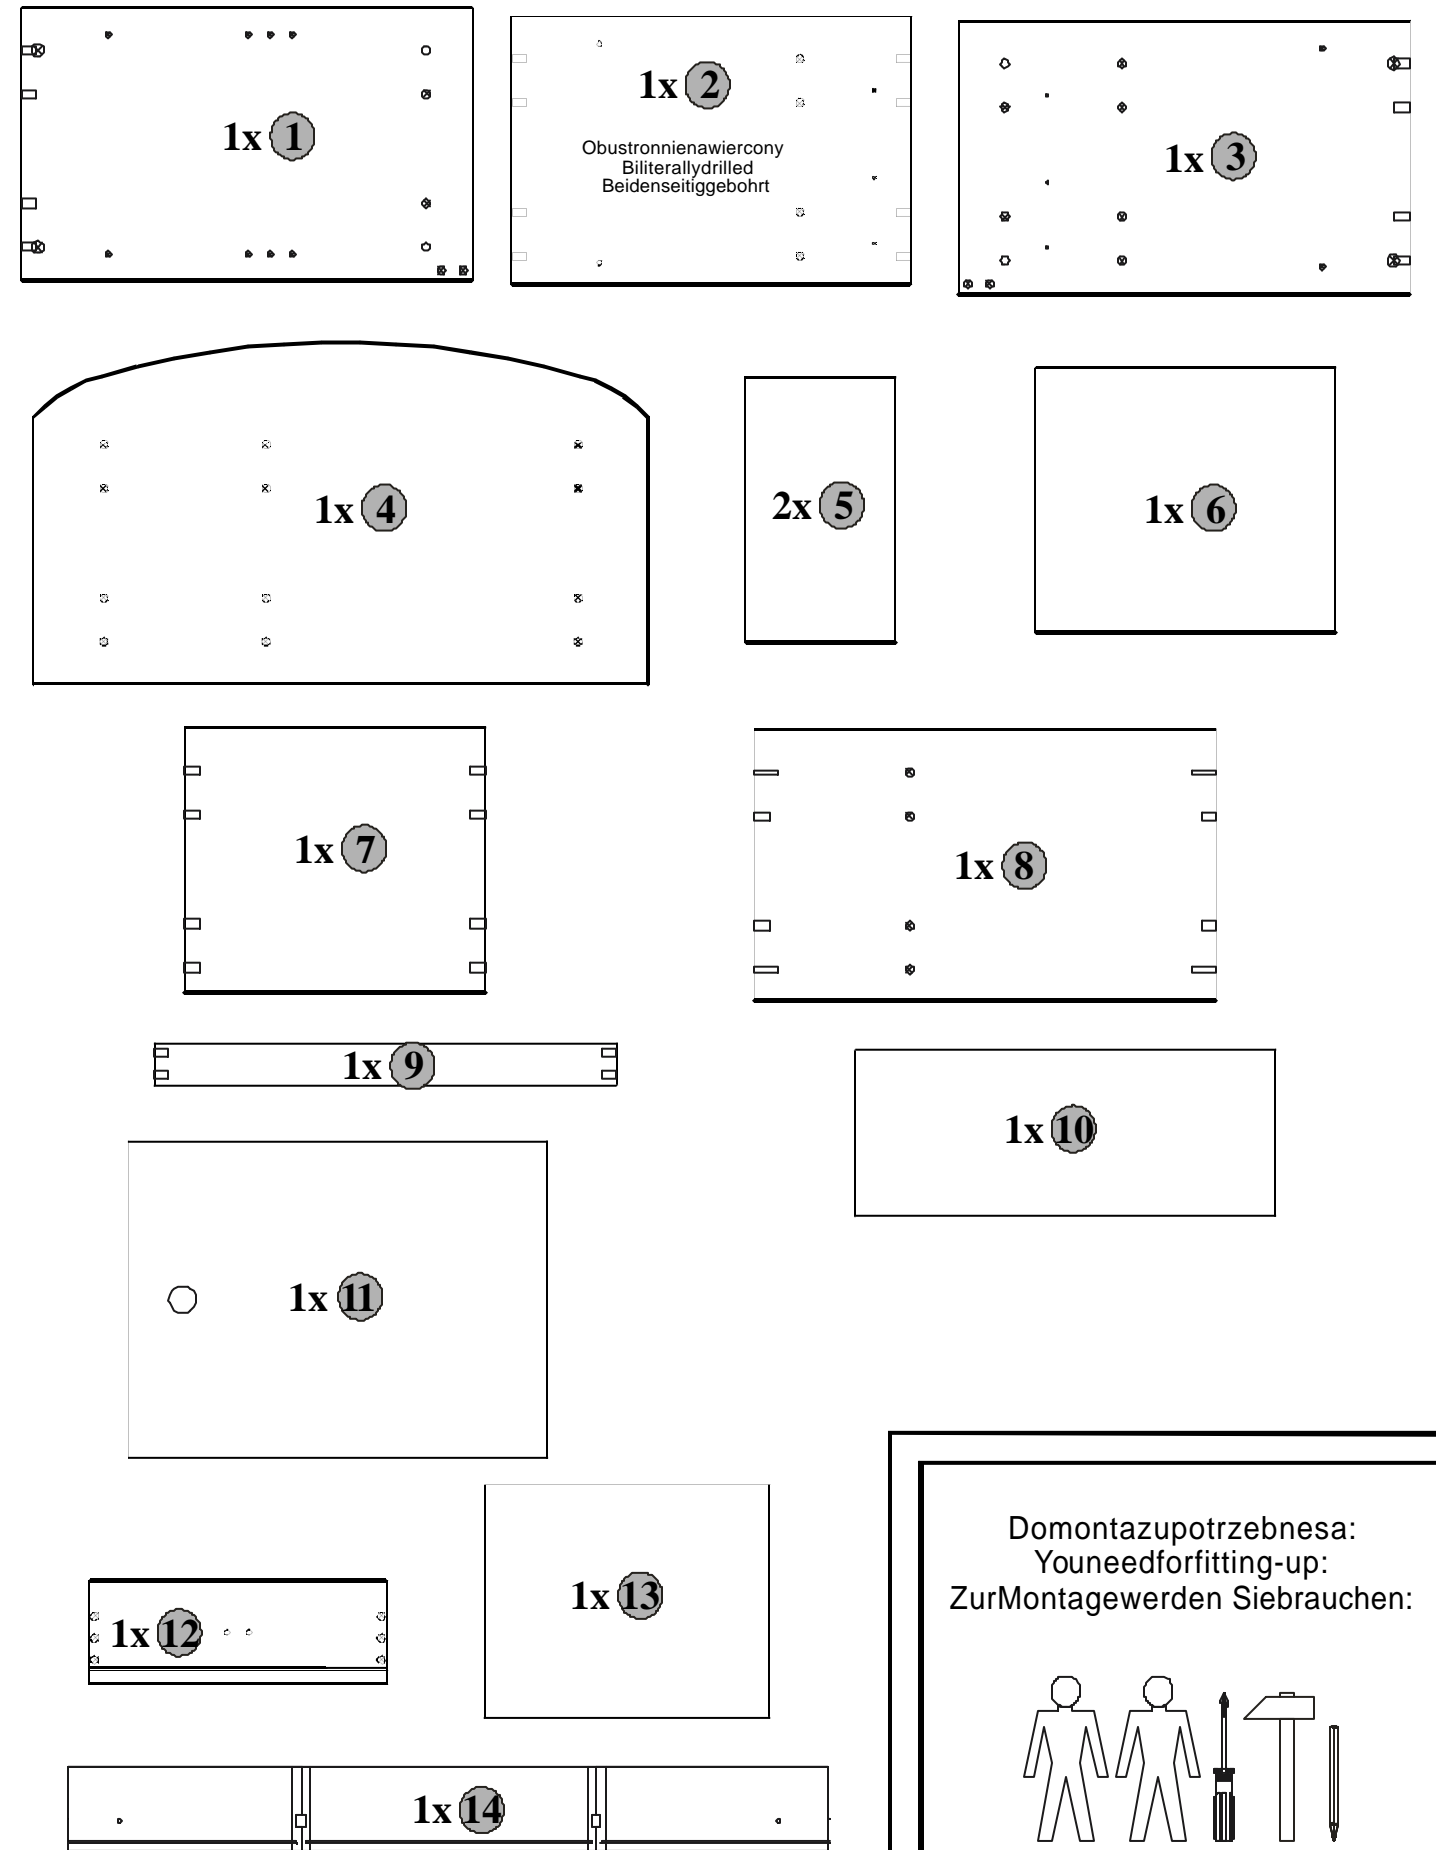 1x 1
1x 2
Obustronnienawiercony
Biliterallydrilled
Beidenseitiggebohrt
1x 3
1x 4
2x 5
1x 6
1x 7
1x 8
1x 9
1x 10
1x 11
1x 12
1x 13
1x 14
Domontazupotrzebnesa:
Youneedforfitting-up:
ZurMontagewerden Siebrauchen: